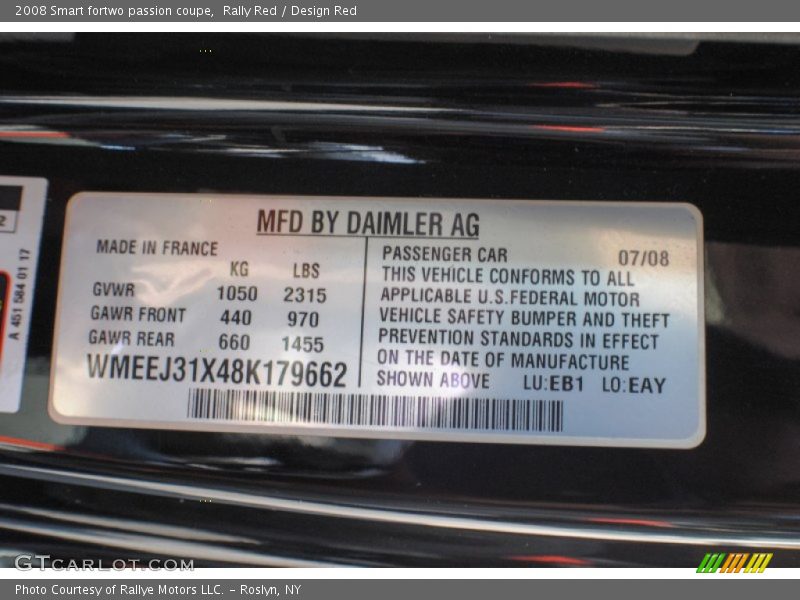 2008 Smart fortwo passion coupe, Rally Red / Design Red
2
A 451 584 01 17
MFD BY DAIMLER AG
MADE IN FRANCE
KG LBS
GVWR 1050 2315
GAWR FRONT 440 970
GAWR REAR 660 1455
WMEEJ31X48K179662
PASSENGER CAR 07/08
THIS VEHICLE CONFORMS TO ALL
APPLICABLE U.S.FEDERAL MOTOR
VEHICLE SAFETY BUMPER AND THEFT
PREVENTION STANDARDS IN EFFECT
ON THE DATE OF MANUFACTURE
SHOWN ABOVE LU:EB1 LO:EAY
GTCARLOT.COM
Photo Courtesy of Rallye Motors LLC. – Roslyn, NY